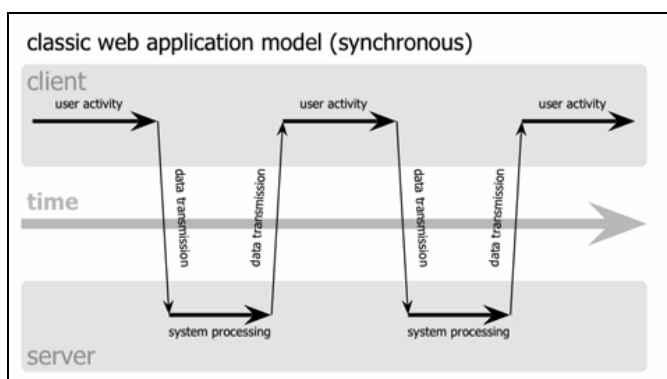 classic web application model (synchronous)
client
user activity
user activity
user activity
data transmission
data transmission
data transmission
data transmission
time
system processing
system processing
server